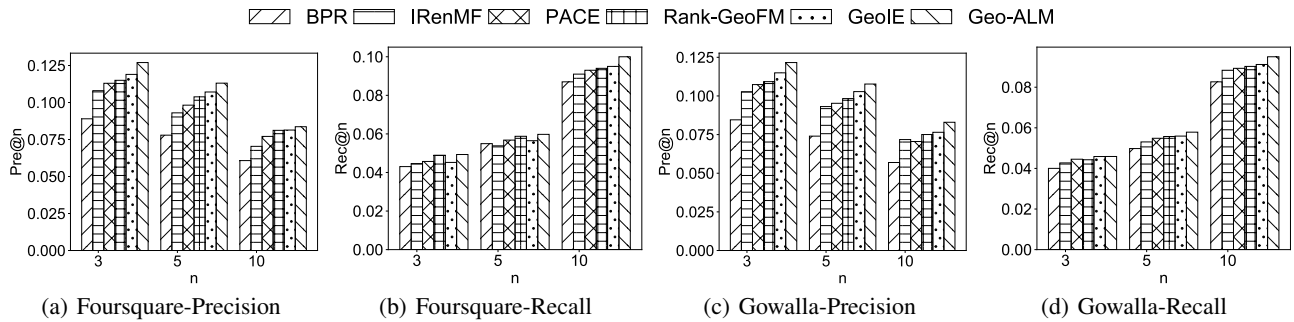 BPR IRenMF PACE Rank-GeoFM GeoIE Geo-ALM
Pre@n
0.125
0.100
0.075
0.050
0.025
0.000
3 5 10
n
(a) Foursquare-Precision
Rec@n
0.10
0.08
0.06
0.04
0.02
0.00
3 5 10
n
(b) Foursquare-Recall
Pre@n
0.125
0.100
0.075
0.050
0.025
0.000
3 5 10
n
(c) Gowalla-Precision
Rec@n
0.08
0.06
0.04
0.02
0.00
3 5 10
n
(d) Gowalla-Recall